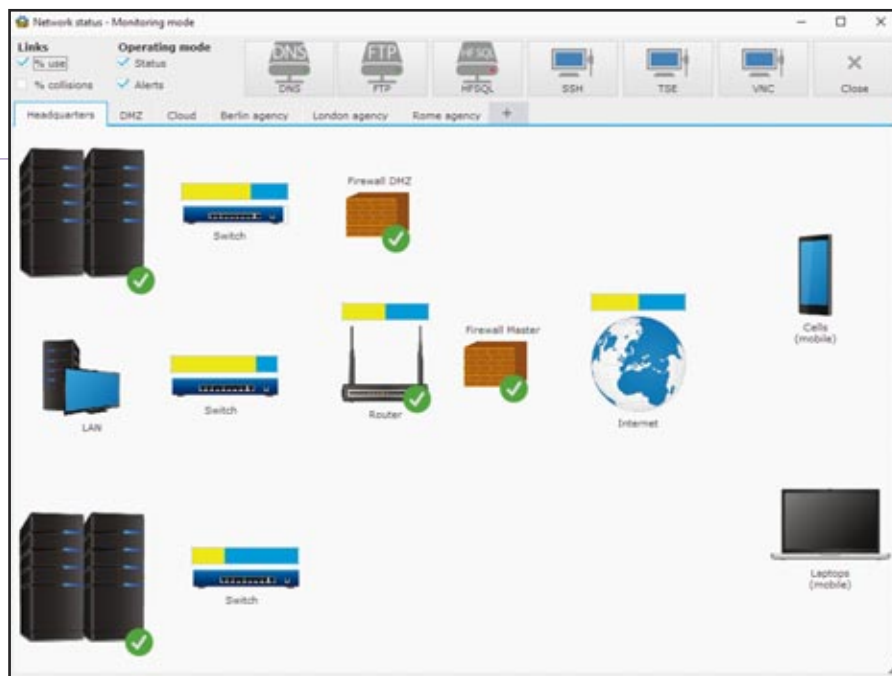 Network status - Monitoring mode
Links
% use
% collisions
Operating mode
Status
Alerts
DNS
DNS
FTP
FTP
HFSQL
HFSQL
SSH
TSE
VNC
Close
Headquarters
DMZ
Cloud
Berlin agency
London agency
Rome agency
+
Switch
Firewall DMZ
Cells
(mobile)
LAN
Switch
Router
Firewall Master
Internet
Switch
Laptops
(mobile)